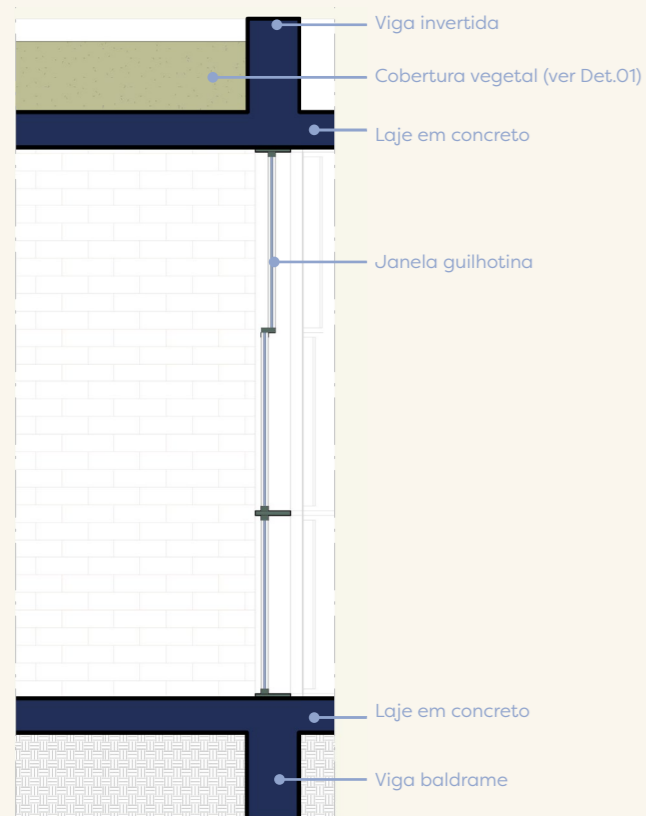 Viga invertida
Cobertura vegetal (ver Det.01)
Laje em concreto
Janela guilhotina
Laje em concreto
Viga baldrame